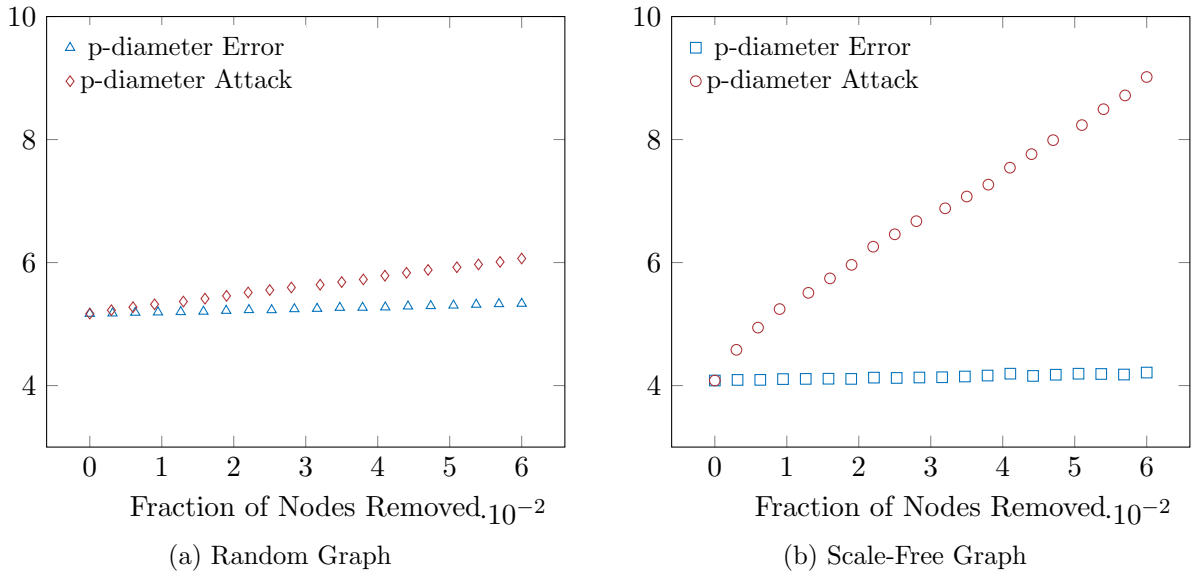 10
8
6
4
p-diameter Error
p-diameter Attack
0 1 2 3 4 5 6
Fraction of Nodes Removed
·10−2
(a) Random Graph
10
8
6
4
p-diameter Error
p-diameter Attack
0 1 2 3 4 5 6
Fraction of Nodes Removed
·10−2
(b) Scale-Free Graph